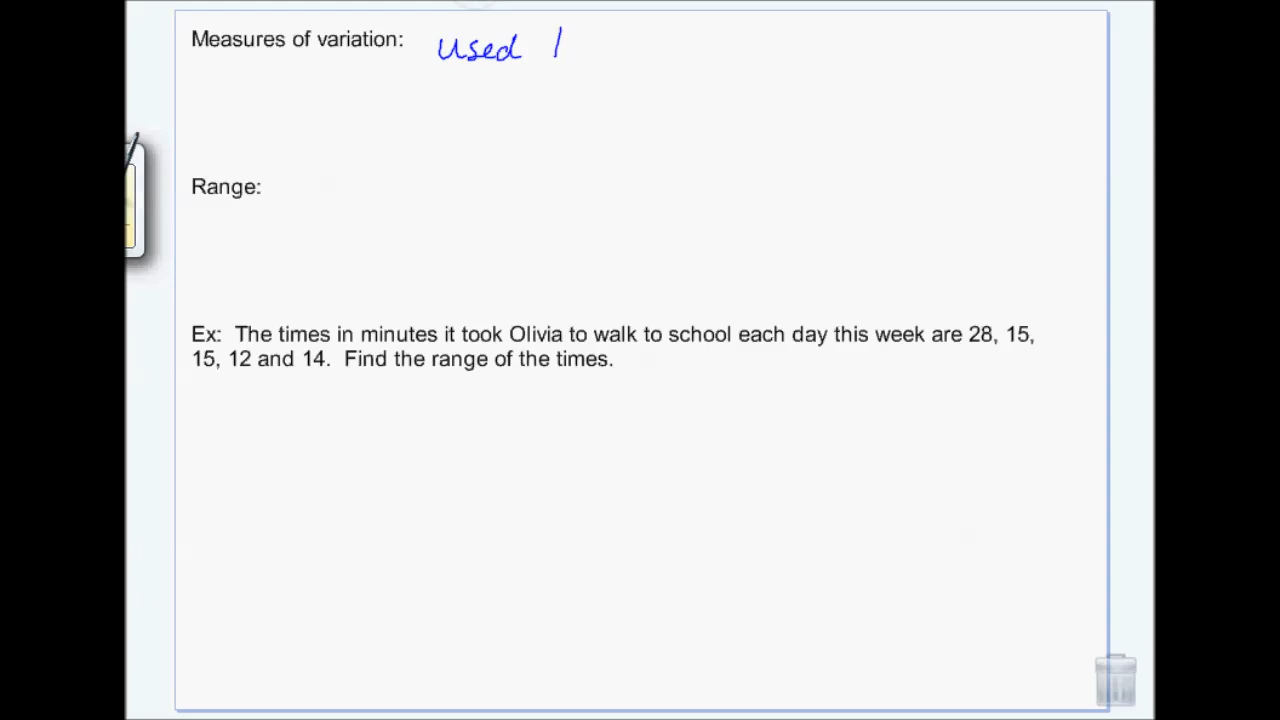 Measures of variation: used
Range:
Ex: The times in minutes it took Olivia to walk to school each day this week are 28, 15,
15, 12 and 14. Find the range of the times.